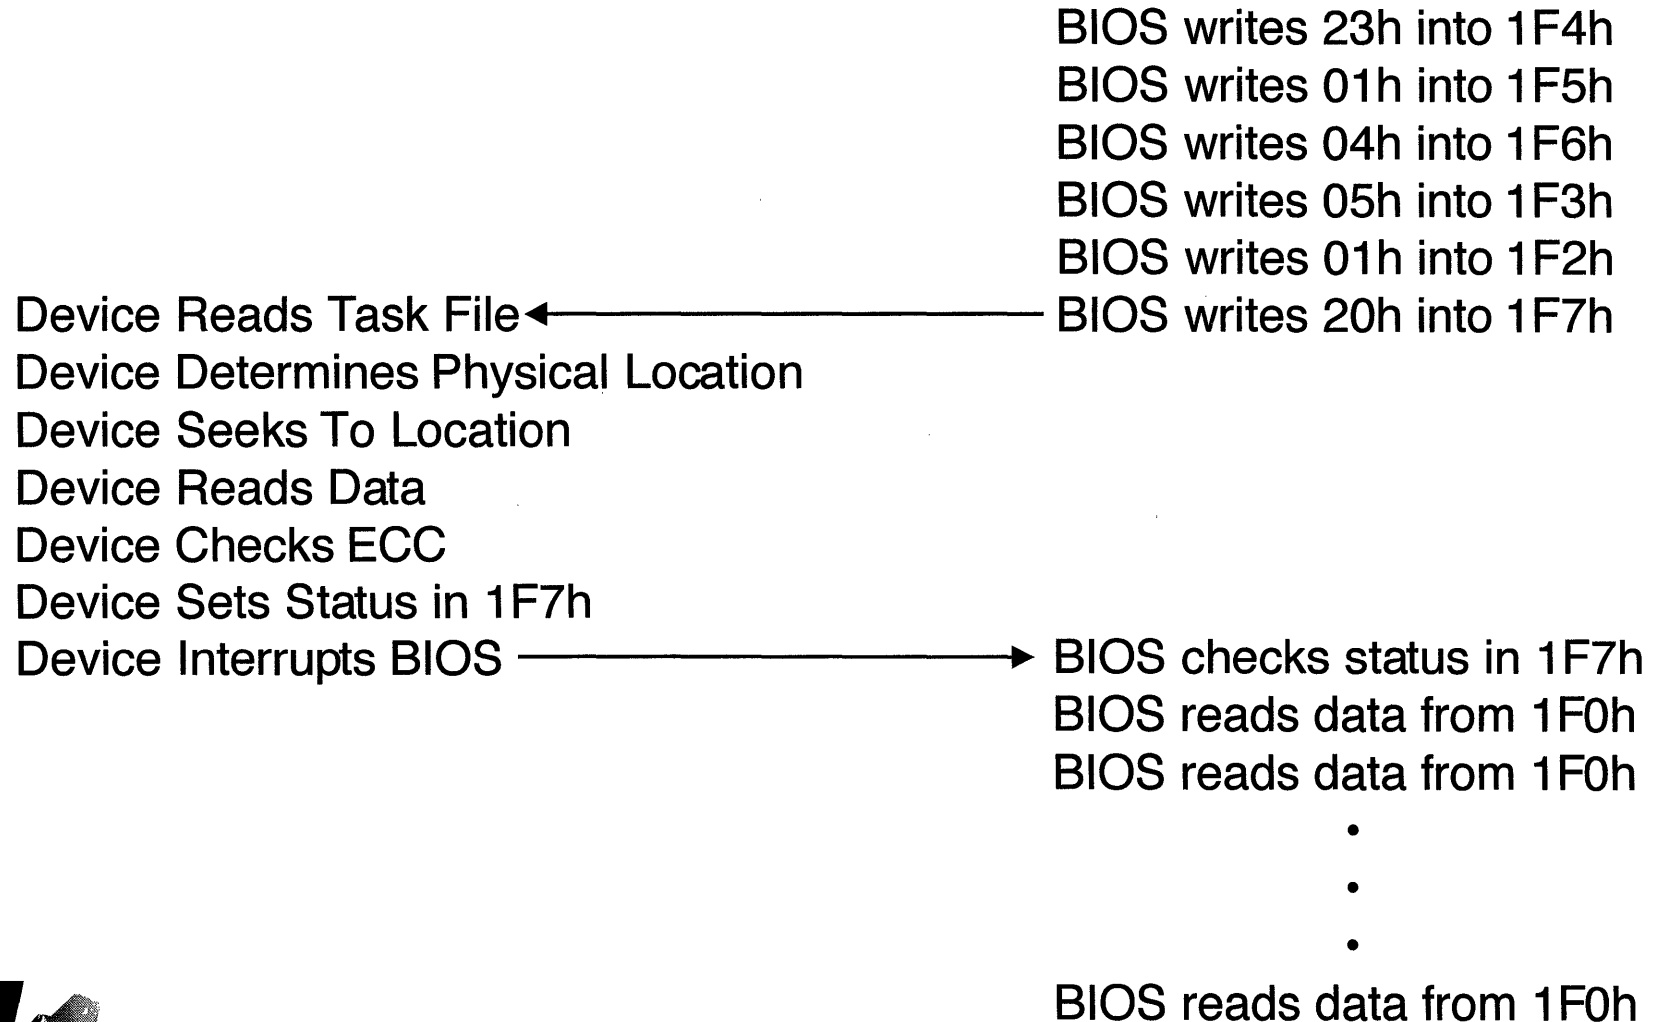 BIOS writes 23h into 1F4h
BIOS writes 01h into 1F5h
BIOS writes 04h into 1F6h
BIOS writes 05h into 1F3h
BIOS writes 01h into 1F2h
Device Reads Task File BIOS writes 20h into 1F7h
Device Determines Physical Location
Device Seeks To Location
Device Reads Data
Device Checks ECC
Device Sets Status in 1F7h
Device Interrupts BIOS BIOS checks status in 1F7h
BIOS reads data from 1F0h
BIOS reads data from 1F0h
BIOS reads data from 1F0h